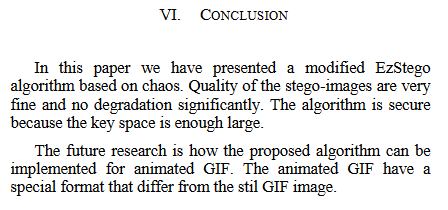 VI. CONCLUSION
In this paper we have presented a modified EzStego
algorithm based on chaos. Quality of the stego-images are very
fine and no degradation significantly. The algorithm is secure
because the key space is enough large.
The future research is how the proposed algorithm can be
implemented for animated GIF. The animated GIF have a
special format that differ from the stil GIF image.